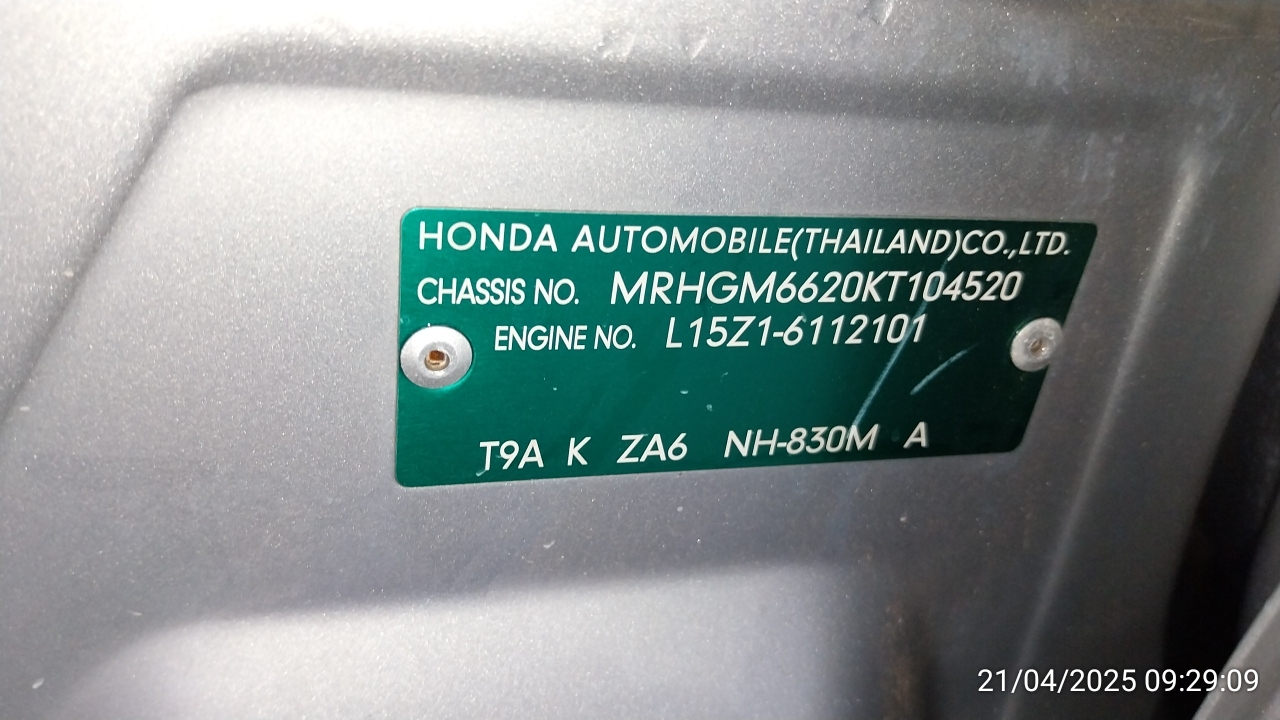 HONDA AUTOMOBILE(THAILAND)CO.,LTD.
CHASSIS NO. MRHGM6620KT104520
ENGINE NO. L15Z1-6112101
T9A K ZA6 NH-830M A
21/04/2025 09:29:09